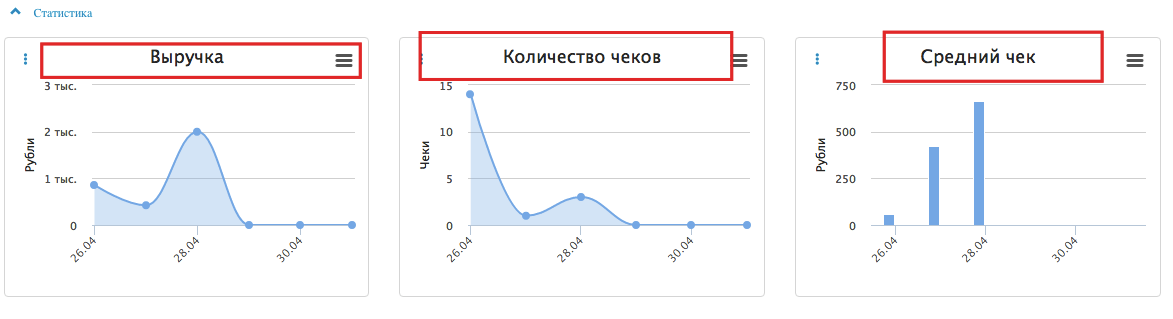 Статистика
Выручка
3 тыс.
2 тыс.
1 тыс.
0
Рубли
26.04
28.04
30.04
Количество чеков
15
10
5
0
Чеки
26.04
28.04
30.04
Средний чек
750
500
250
0
Рубли
26.04
28.04
30.04